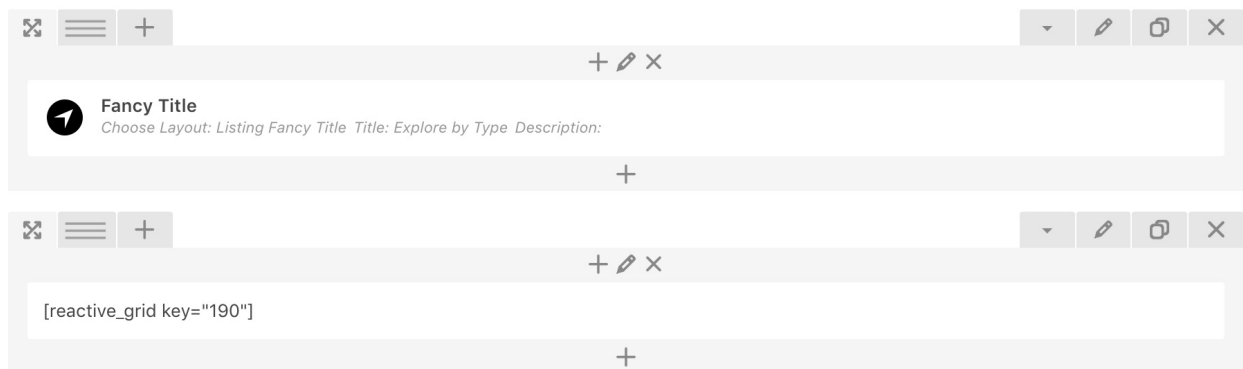 Fancy Title
Choose Layout: Listing Fancy Title Title: Explore by Type Description:
[reactive_grid key="190"]